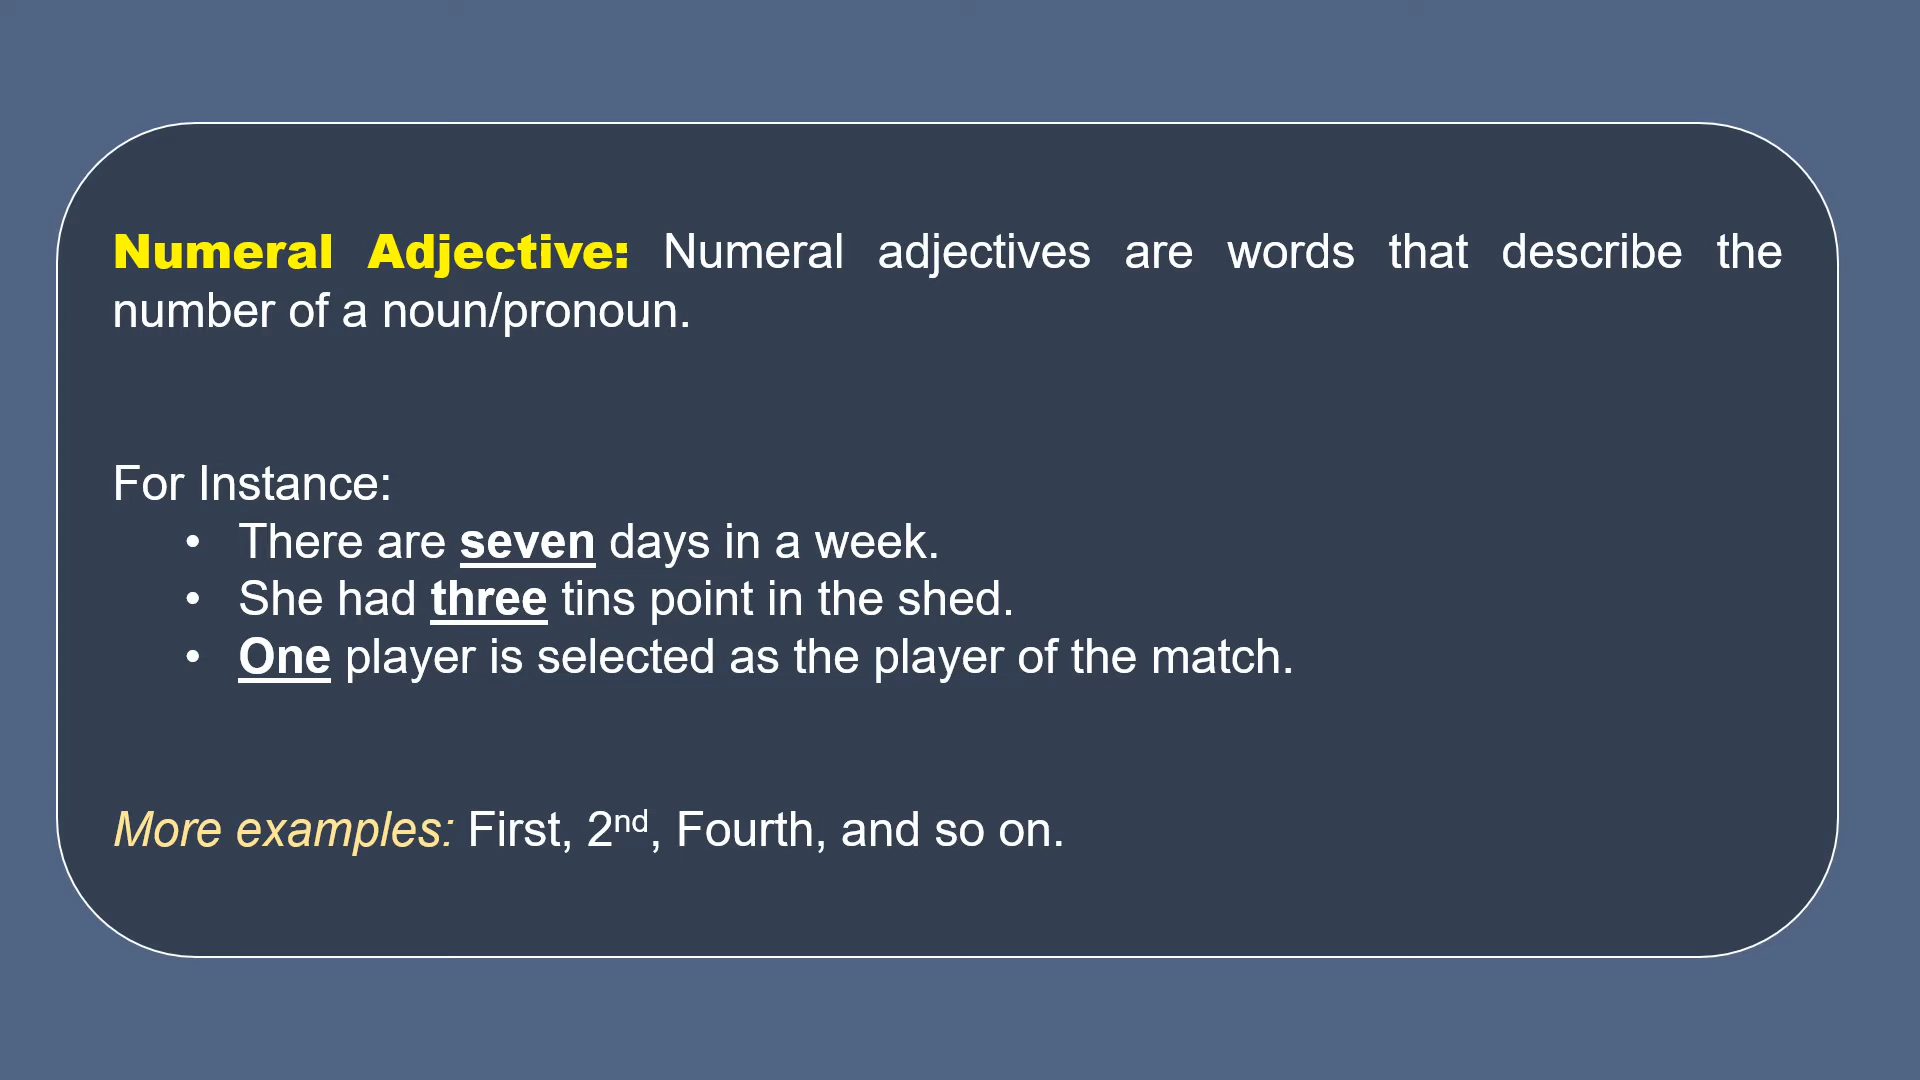 Numeral Adjective: Numeral adjectives are words that describe the
number of a noun/pronoun.
For Instance:
• There are seven days in a week.
• She had three tins point in the shed.
• One player is selected as the player of the match.
More examples: First, 2nd, Fourth, and so on.